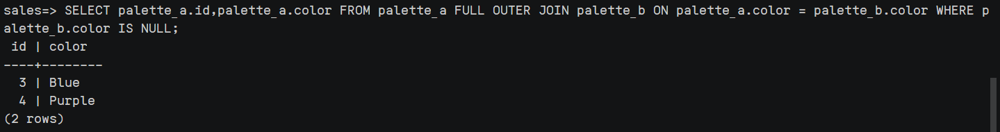 sales=> SELECT palette_a.id,palette_a.color FROM palette_a FULL OUTER JOIN palette_b ON palette_a.color = palette_b.color WHERE p
alette_b.color IS NULL;
 id | color
----+--------
  3 | Blue
  4 | Purple
(2 rows)